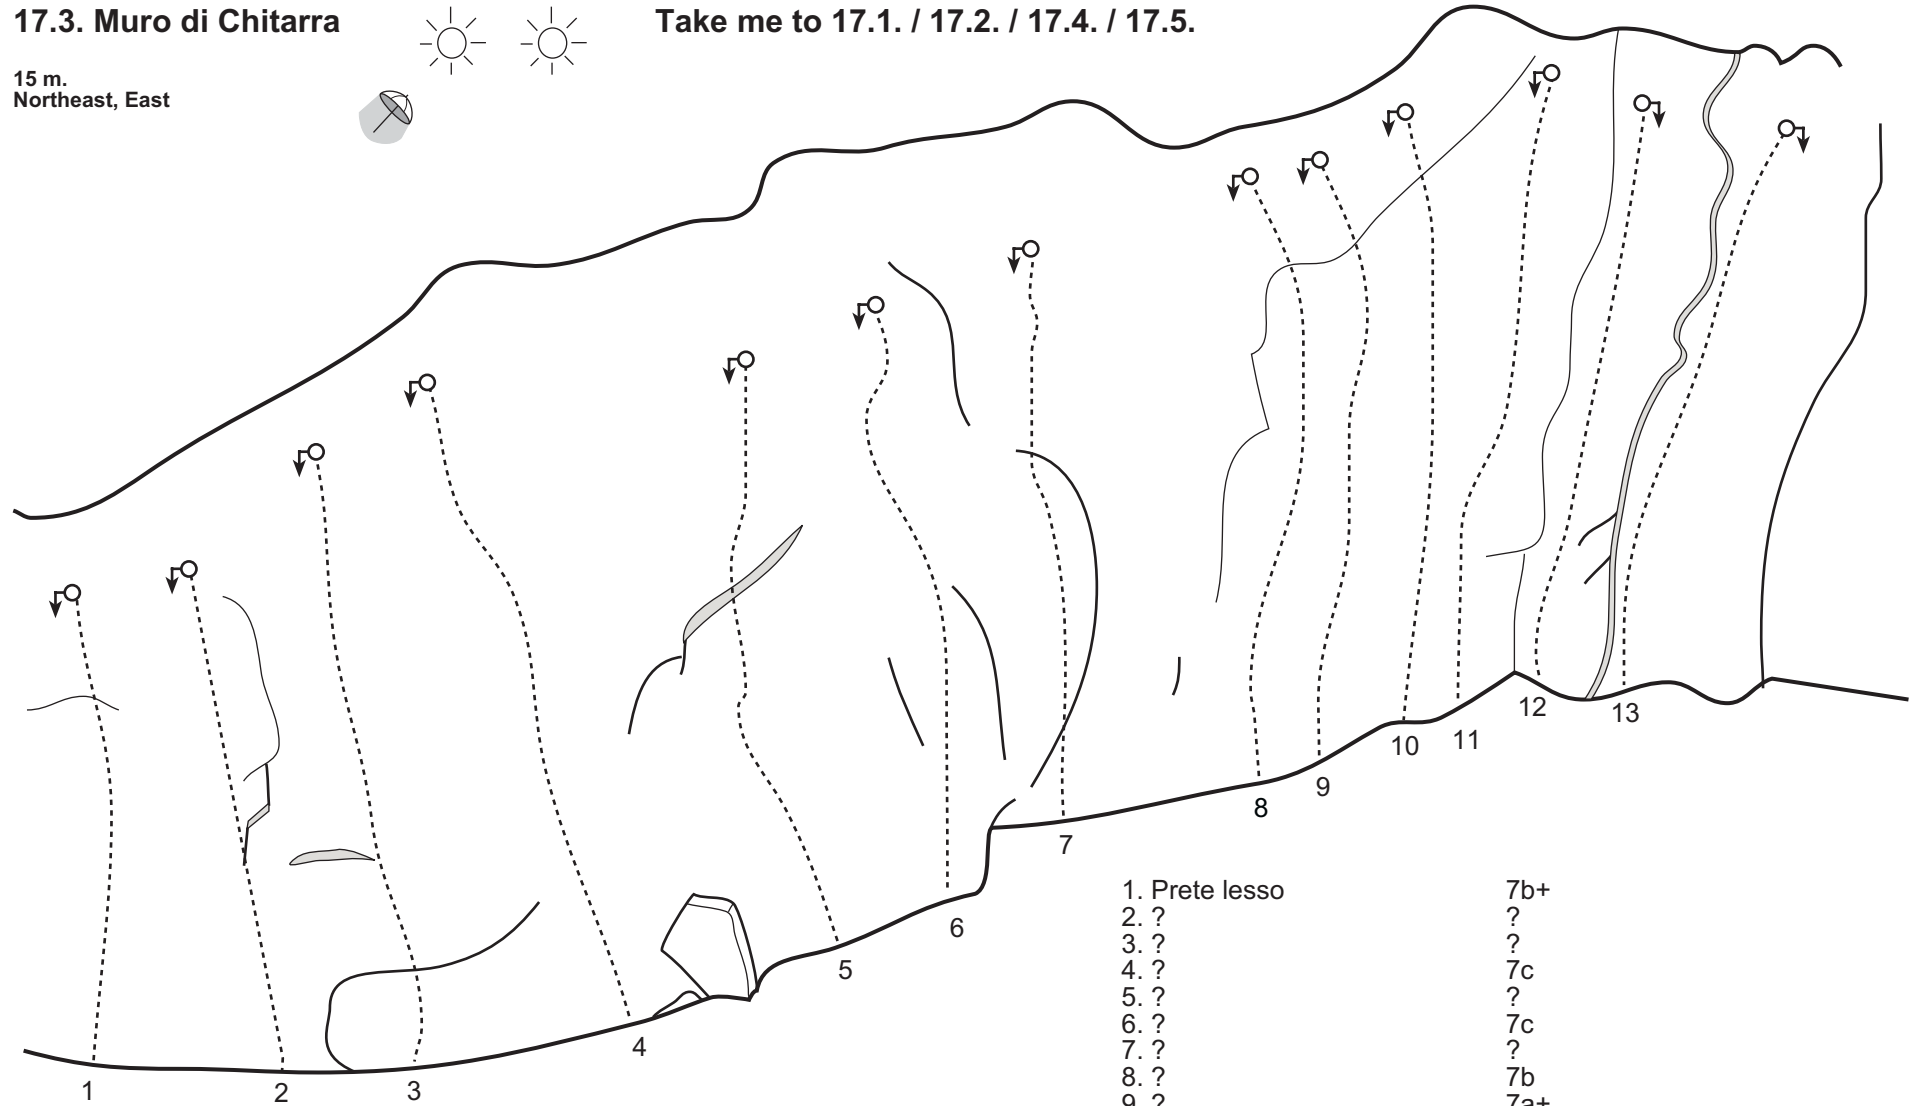 17.3. Muro di Chitarra
Take me to 17.1. / 17.2. / 17.4. / 17.5.
15 m.
Northeast, East
12
13
10
11
9
8
7
6
5
4
1
2
3
1. Prete lesso 7b+
2. ? ?
3. ? ?
4. ? 7c
5. ? ?
6. ? 7c
7. ? ?
8. ? 7b
9. ? 7a+